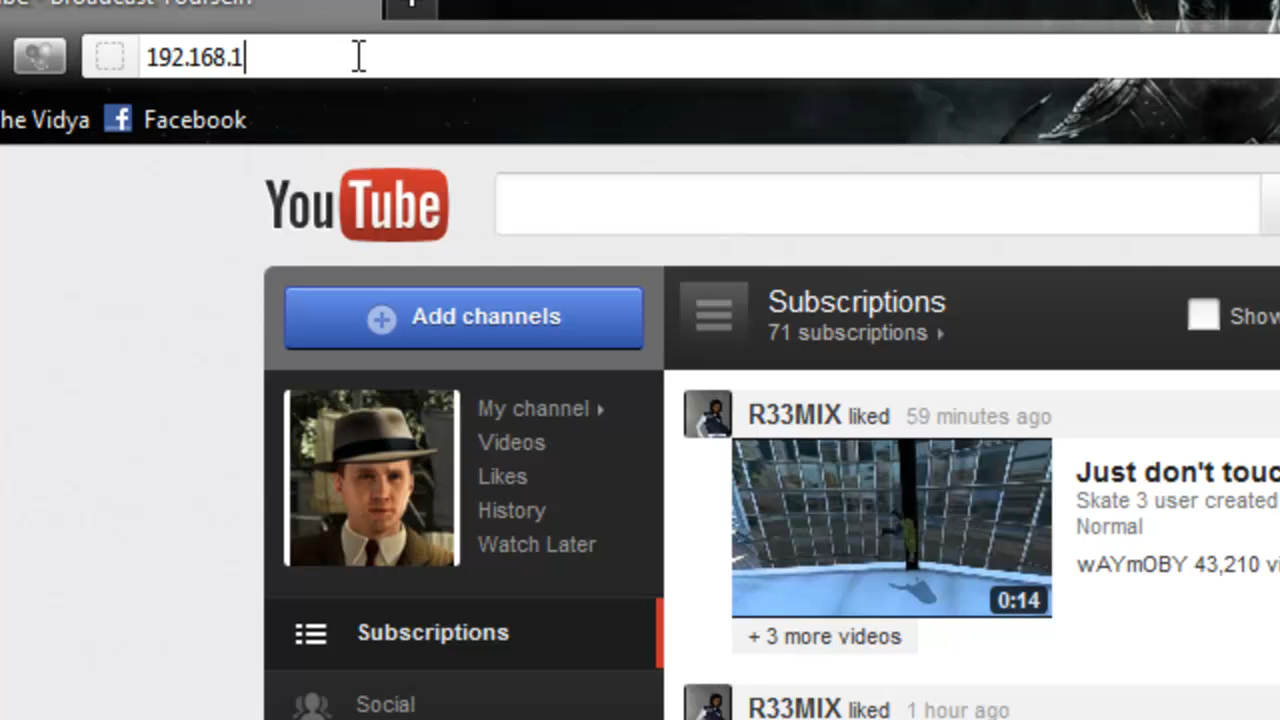 192.168.1
he Vidya
Facebook
YouTube
Add channels
Subscriptions
71 subscriptions
Show
My channel
Videos
Likes
History
Watch Later
R33MIX liked 59 minutes ago
Just don't touc
Skate 3 user created
Normal
wAYmOBY 43,210 vi
0:14
+ 3 more videos
Subscriptions
Social
R33MIX liked 1 hour ago